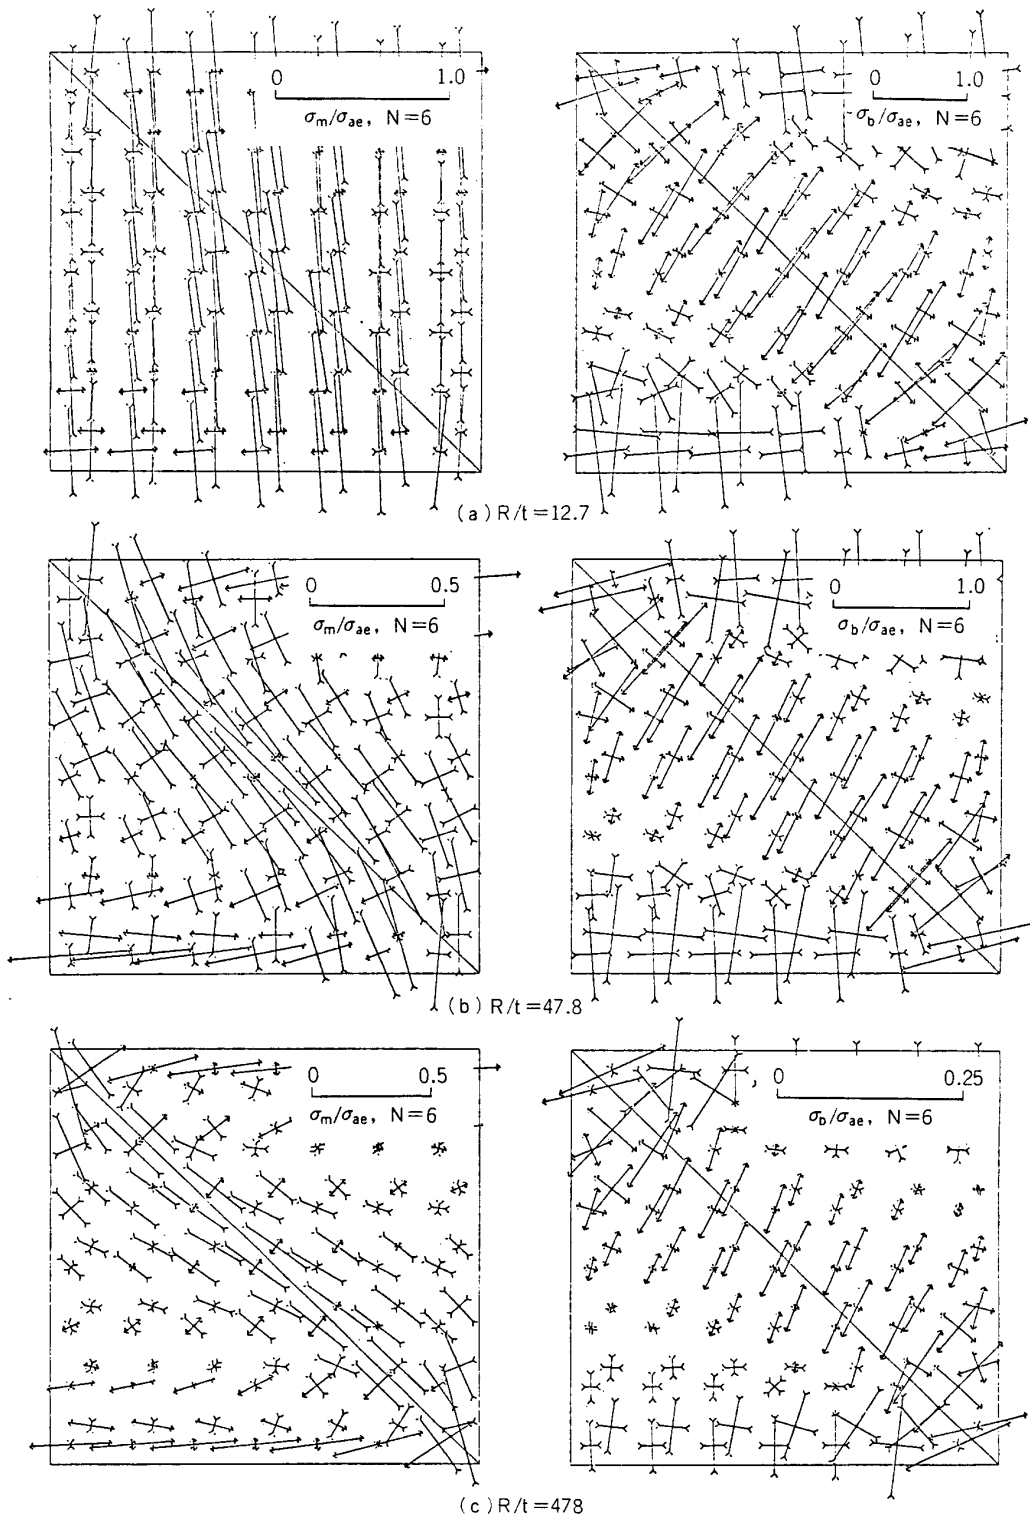 0 1.0
σm/σae, N=6
0 1.0
σb/σae, N=6
(a) R/t=12.7
0 0.5
σm/σae, N=6
0 1.0
σb/σae, N=6
(b) R/t=47.8
0 0.5
σm/σae, N=6
0 0.25
σb/σae, N=6
(c) R/t=478